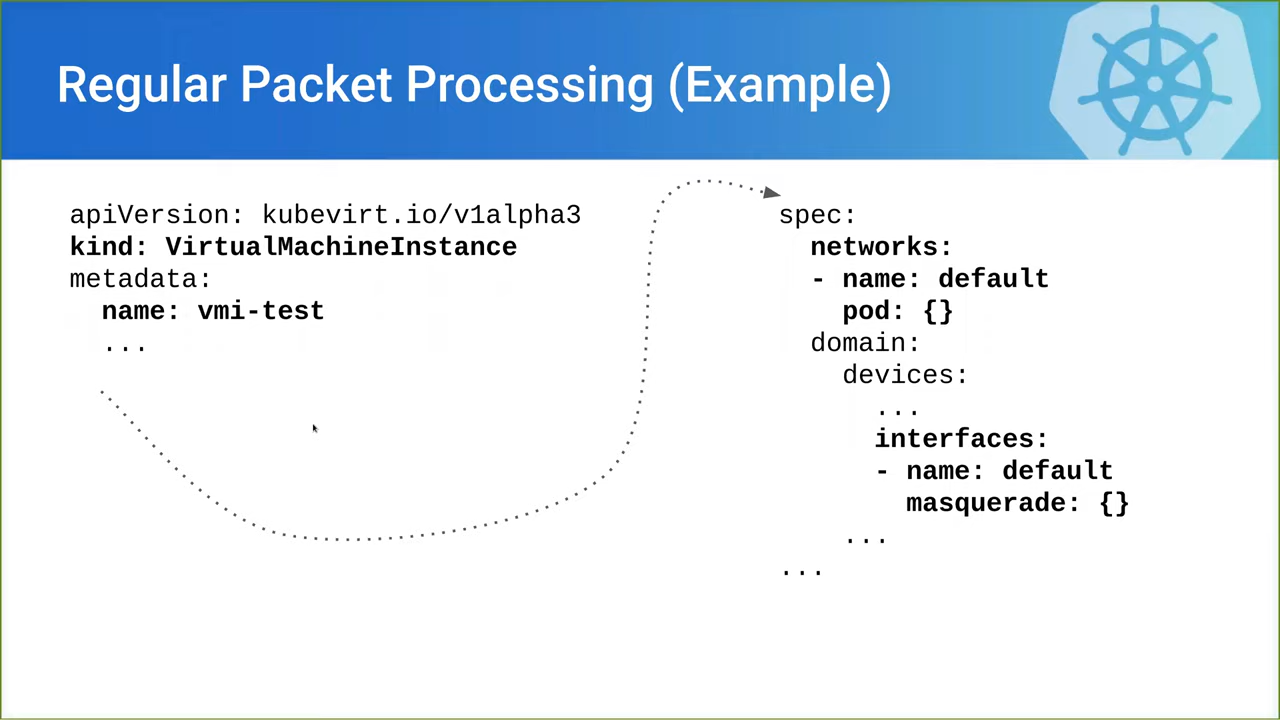 Regular Packet Processing (Example)
apiVersion: kubevirt.io/v1alpha3
kind: VirtualMachineInstance
metadata:
  name: vmi-test
  ...
spec:
  networks:
  - name: default
    pod: {}
  domain:
    devices:
      ...
      interfaces:
      - name: default
        masquerade: {}
    ...
...